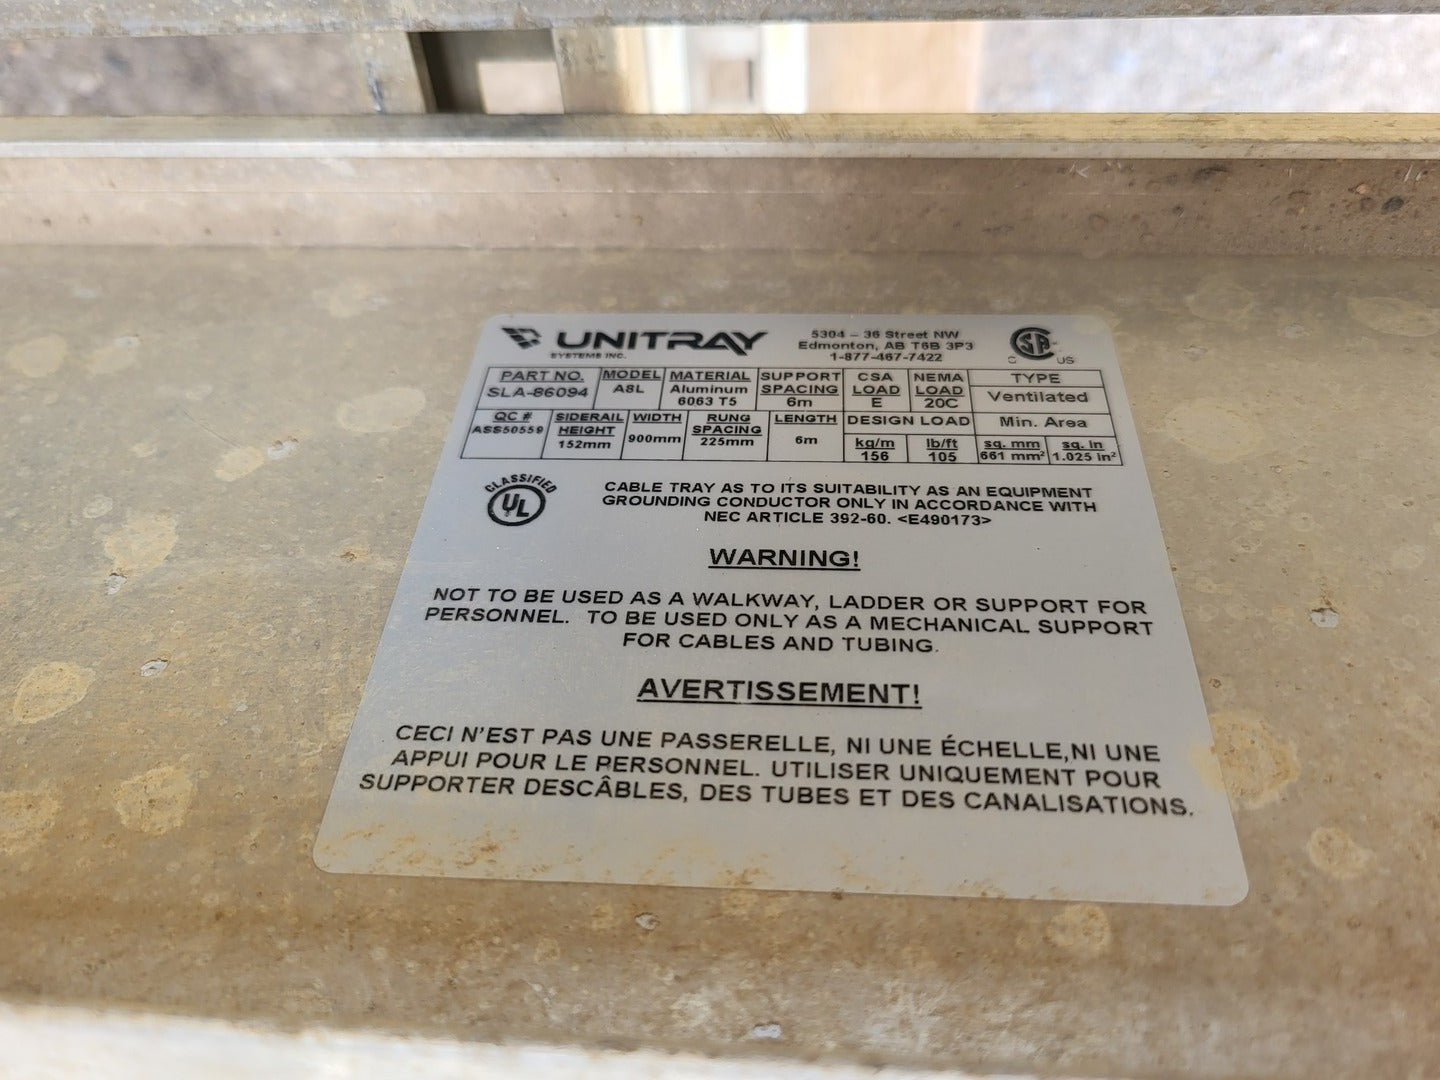 UNITRAY
SYSTEMS INC.
5304 – 36 Street NW
Edmonton, AB T6B 3P3
1-877-467-7422
CSA
C US
PART NO. MODEL MATERIAL SUPPORT SPACING CSA LOAD NEMA LOAD TYPE
SLA-86094 A8L Aluminum 6063 T5 6m E 20C Ventilated
QC # SIDERAIL HEIGHT WIDTH RUNG SPACING LENGTH DESIGN LOAD Min. Area
kg/m lb/ft sq. mm sq. in
ASS50559 152mm 900mm 225mm 6m 156 105 661 mm² 1.025 in²
CLASSIFIED
UL
CABLE TRAY AS TO ITS SUITABILITY AS AN EQUIPMENT
GROUNDING CONDUCTOR ONLY IN ACCORDANCE WITH
NEC ARTICLE 392-60. <E490173>
WARNING!
NOT TO BE USED AS A WALKWAY, LADDER OR SUPPORT FOR
PERSONNEL. TO BE USED ONLY AS A MECHANICAL SUPPORT
FOR CABLES AND TUBING.
AVERTISSEMENT!
CECI N'EST PAS UNE PASSERELLE, NI UNE ÉCHELLE,NI UNE
APPUI POUR LE PERSONNEL. UTILISER UNIQUEMENT POUR
SUPPORTER DESCÂBLES, DES TUBES ET DES CANALISATIONS.